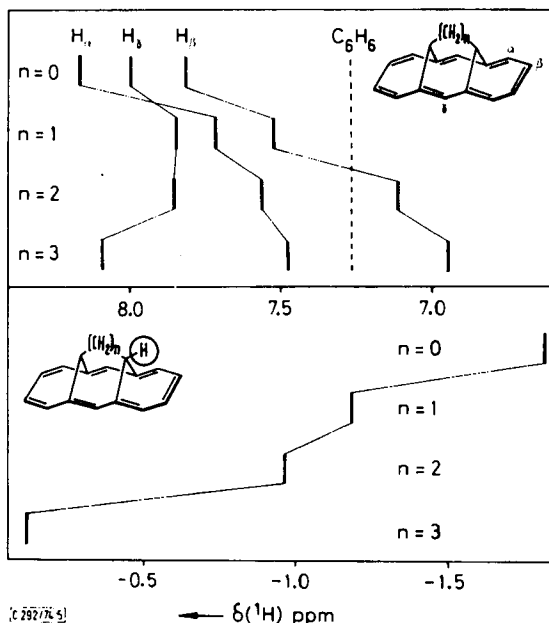 Hα Hδ Hβ C₆H₆
(CH₂)n
α
β
δ
n = 0
n = 1
n = 2
n = 3
8.0 7.5 7.0
(CH₂)n
H
n = 0
n = 1
n = 2
n = 3
-0.5 -1.0 -1.5
← δ(¹H) ppm